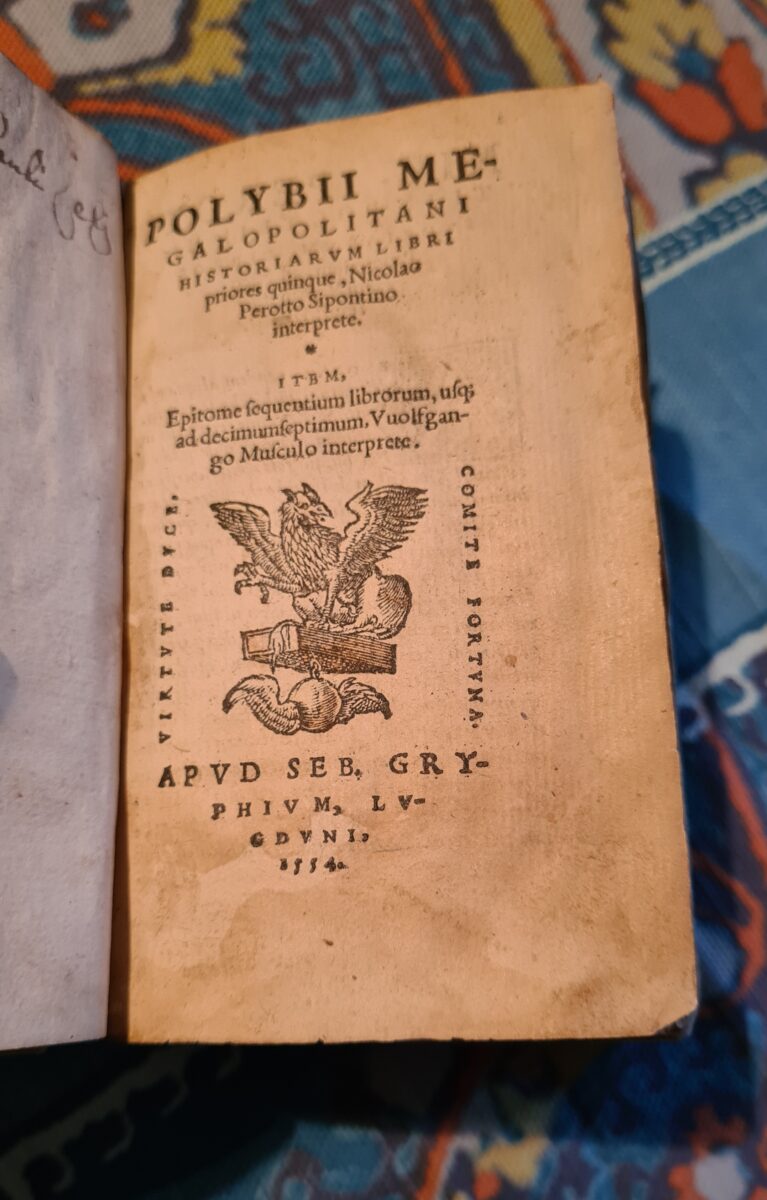 POLYBII ME-
GALOPOLITANI
HISTORIARVM LIBRI
priores quinque, Nicolao
Perotto Sipontino
interprete.
*
ITEM,
Epitome ſequentium librorum, uſq;
ad decimumſeptimum, Vuolfgan-
go Muſculo interprete.
VIRTVTE DVCE,
COMITE FORTVNA.
APVD SEB. GRY-
PHIVM, LV-
GDVNI,
1554.